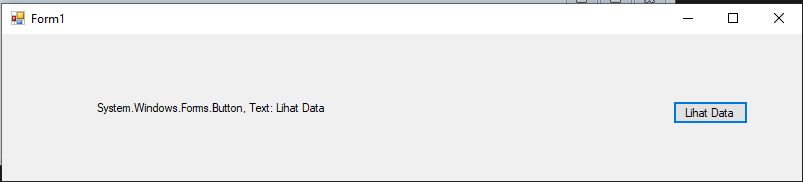 Form1
System.Windows.Forms.Button, Text: Lihat Data
Lihat Data